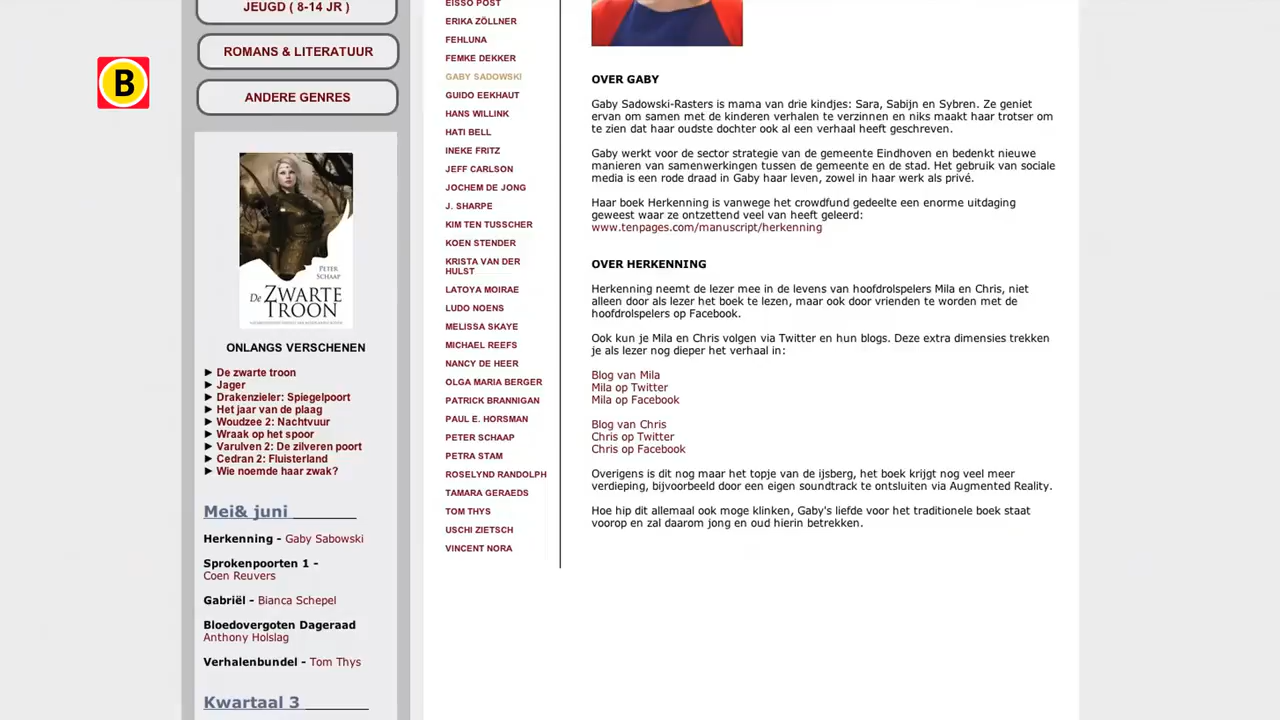 JEUGD ( 8-14 JR )
ROMANS & LITERATUUR
ANDERE GENRES
B
PETER
SCHAAP
De ZWARTE
TROON
ONLANGS VERSCHENEN
► De zwarte troon
► Jager
► Drakenzieler: Spiegelpoort
► Het jaar van de plaag
► Woudzee 2: Nachtvuur
► Wraak op het spoor
► Varulven 2: De zilveren poort
► Cedran 2: Fluisterland
► Wie noemde haar zwak?
Mei& juni
Herkenning - Gaby Sabowski
Sprokenpoorten 1 -
Coen Reuvers
Gabriël - Bianca Schepel
Bloedovergoten Dageraad
Anthony Holslag
Verhalenbundel - Tom Thys
Kwartaal 3
EISSO POST
ERIKA ZÖLLNER
FEHLUNA
FEMKE DEKKER
GABY SADOWSKI
GUIDO EEKHAUT
HANS WILLINK
HATI BELL
INEKE FRITZ
JEFF CARLSON
JOCHEM DE JONG
J. SHARPE
KIM TEN TUSSCHER
KOEN STENDER
KRISTA VAN DER
HULST
LATOYA MOIRAE
LUDO NOENS
MELISSA SKAYE
MICHAEL REEFS
NANCY DE HEER
OLGA MARIA BERGER
PATRICK BRANNIGAN
PAUL E. HORSMAN
PETER SCHAAP
PETRA STAM
ROSELYND RANDOLPH
TAMARA GERAEDS
TOM THYS
USCHI ZIETSCH
VINCENT NORA
OVER GABY
Gaby Sadowski-Rasters is mama van drie kindjes: Sara, Sabijn en Sybren. Ze geniet
ervan om samen met de kinderen verhalen te verzinnen en niks maakt haar trotser om
te zien dat haar oudste dochter ook al een verhaal heeft geschreven.
Gaby werkt voor de sector strategie van de gemeente Eindhoven en bedenkt nieuwe
manieren van samenwerkingen tussen de gemeente en de stad. Het gebruik van sociale
media is een rode draad in Gaby haar leven, zowel in haar werk als privé.
Haar boek Herkenning is vanwege het crowdfund gedeelte een enorme uitdaging
geweest waar ze ontzettend veel van heeft geleerd:
www.tenpages.com/manuscript/herkenning
OVER HERKENNING
Herkenning neemt de lezer mee in de levens van hoofdrolspelers Mila en Chris, niet
alleen door als lezer het boek te lezen, maar ook door vrienden te worden met de
hoofdrolspelers op Facebook.
Ook kun je Mila en Chris volgen via Twitter en hun blogs. Deze extra dimensies trekken
je als lezer nog dieper het verhaal in:
Blog van Mila
Mila op Twitter
Mila op Facebook
Blog van Chris
Chris op Twitter
Chris op Facebook
Overigens is dit nog maar het topje van de ijsberg, het boek krijgt nog veel meer
verdieping, bijvoorbeeld door een eigen soundtrack te ontsluiten via Augmented Reality.
Hoe hip dit allemaal ook moge klinken, Gaby's liefde voor het traditionele boek staat
voorop en zal daarom jong en oud hierin betrekken.